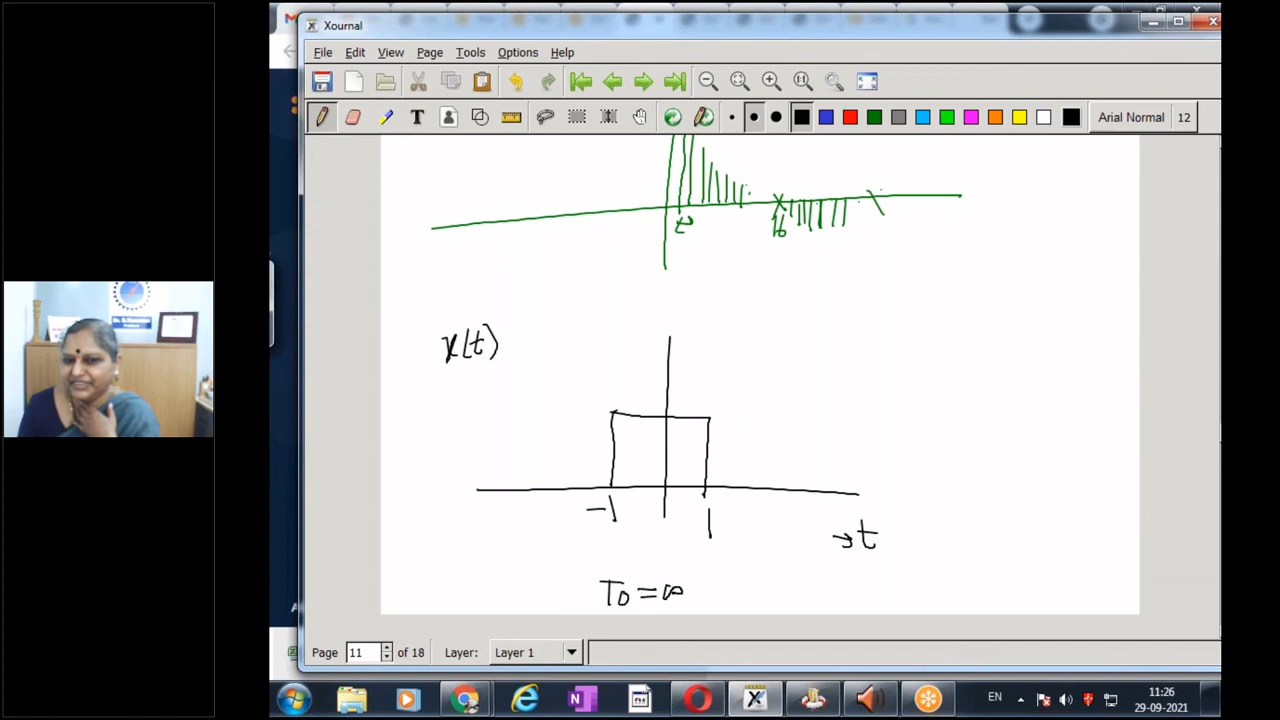 Xournal
File Edit View Page Tools Options Help
T Arial Normal 12
16
x(t)
-1 1
→ t
T0 = ∞
Page 11 of 18 Layer: Layer 1
EN 11:26
29-09-2021